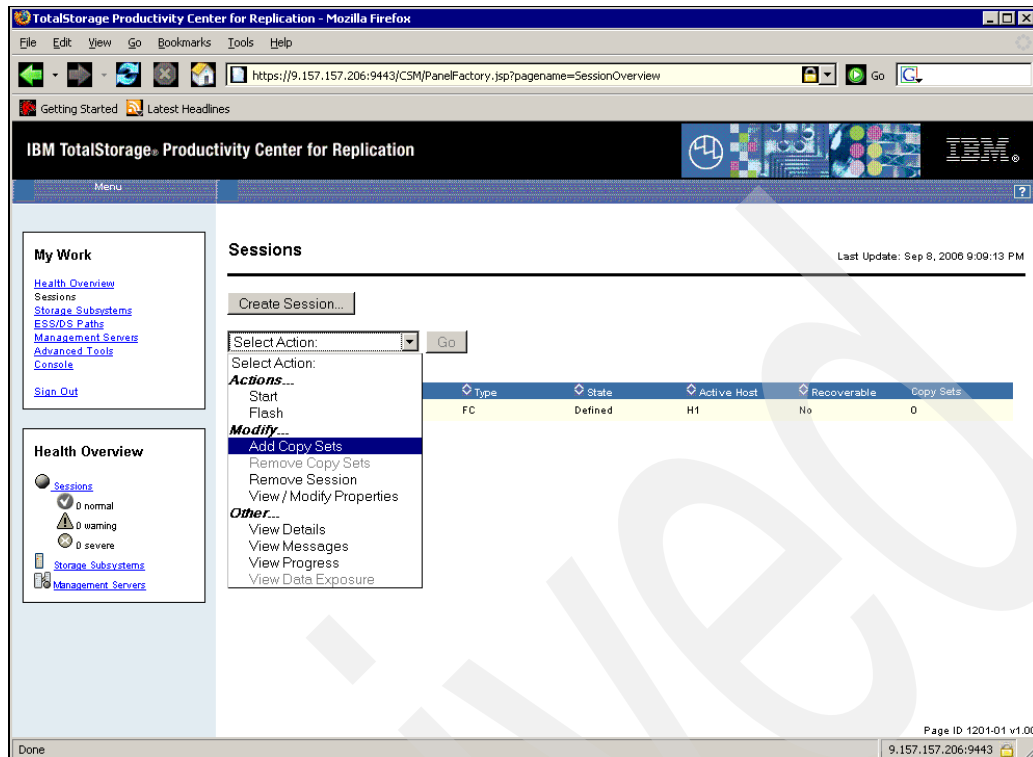 TotalStorage Productivity Center for Replication - Mozilla Firefox
File Edit View Go Bookmarks Tools Help
https://9.157.157.206:9443/CSM/PanelFactory.jsp?pagename=SessionOverview
Go
G
Getting Started Latest Headlines
IBM TotalStorage® Productivity Center for Replication
IBM®
Menu
?
My Work
Health Overview
Sessions
Storage Subsystems
ESS/DS Paths
Management Servers
Advanced Tools
Console
Sign Out
Health Overview
Sessions
0 normal
0 warning
0 severe
Storage Subsystems
Management Servers
Sessions
Last Update: Sep 8, 2006 9:09:13 PM
Create Session...
Select Action:
Go
Select Action:
Actions...
Start
Flash
Modify...
Add Copy Sets
Remove Copy Sets
Remove Session
View / Modify Properties
Other...
View Details
View Messages
View Progress
View Data Exposure
Type State Active Host Recoverable Copy Sets
FC Defined H1 No 0
Page ID 1201-01 v1.00
Done
9.157.157.206:9443